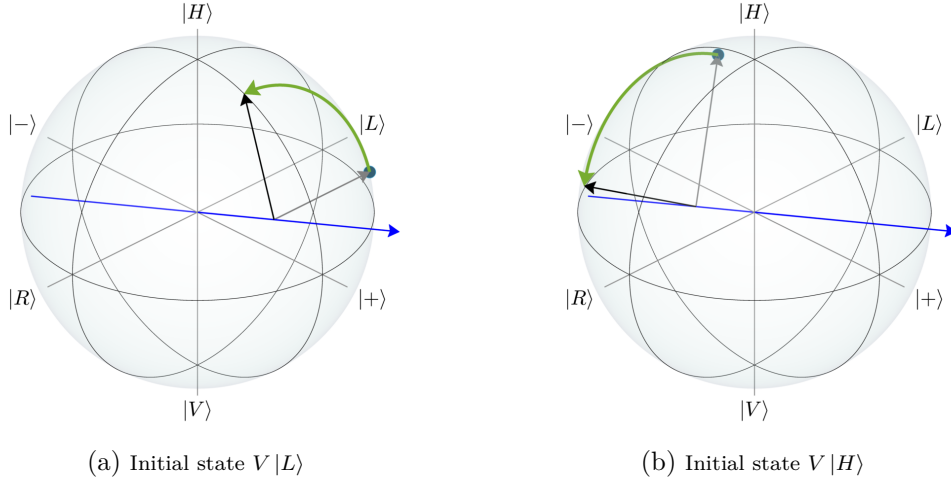 |H⟩
|−⟩
|L⟩
|R⟩
|+⟩
|V⟩
(a) Initial state V |L⟩
|H⟩
|−⟩
|L⟩
|R⟩
|+⟩
|V⟩
(b) Initial state V |H⟩